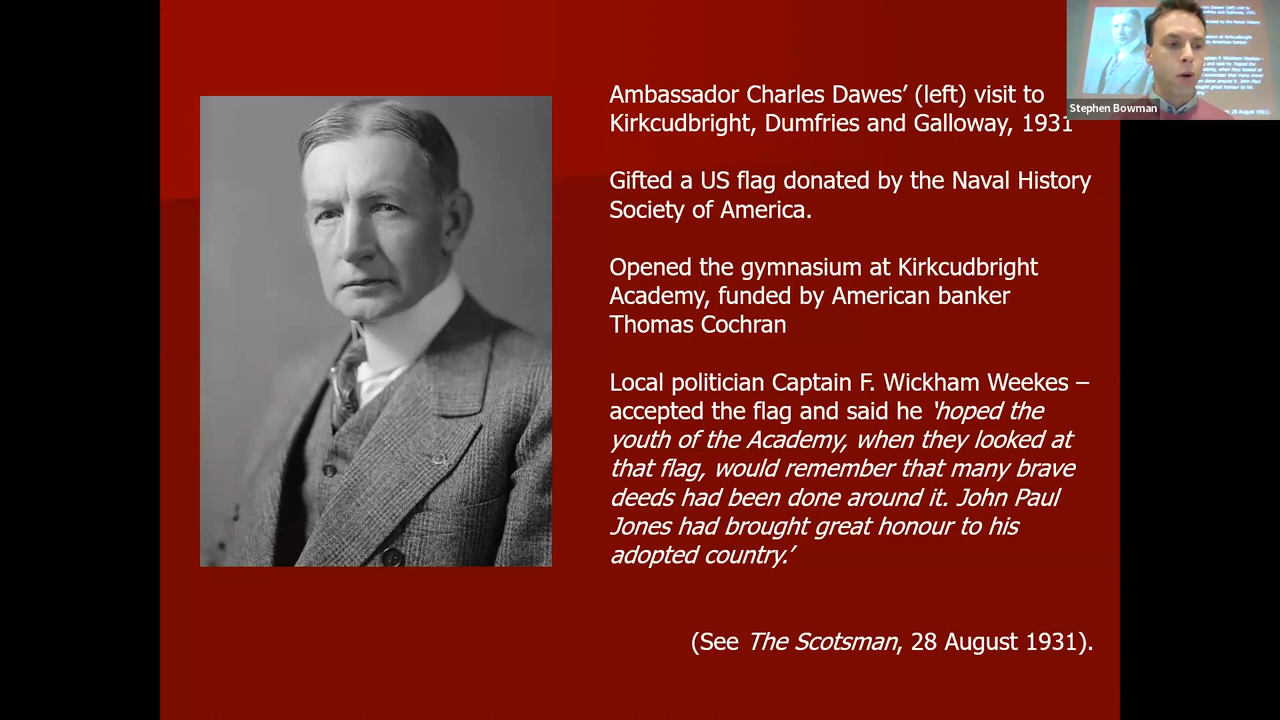 Ambassador Charles Dawes’ (left) visit to
Kirkcudbright, Dumfries and Galloway, 1931
Gifted a US flag donated by the Naval History
Society of America.
Opened the gymnasium at Kirkcudbright
Academy, funded by American banker
Thomas Cochran
Local politician Captain F. Wickham Weekes –
accepted the flag and said he ‘hoped the
youth of the Academy, when they looked at
that flag, would remember that many brave
deeds had been done around it. John Paul
Jones had brought great honour to his
adopted country.’
(See The Scotsman, 28 August 1931).
Stephen Bowman